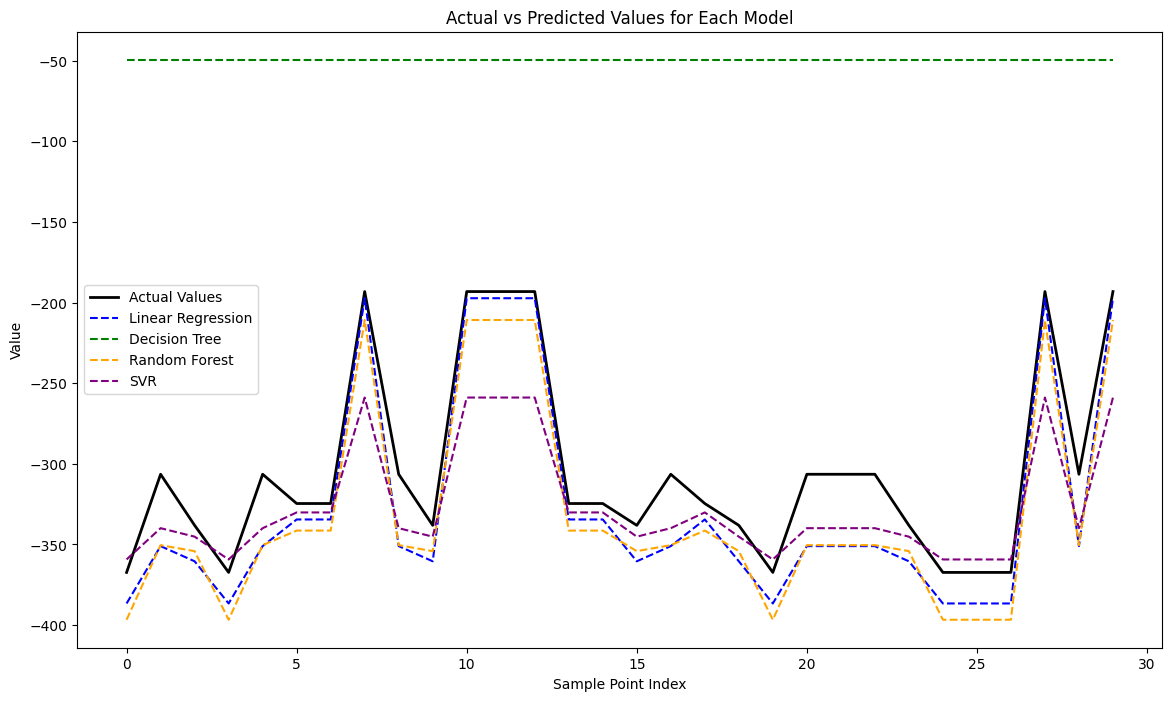 Actual vs Predicted Values for Each Model
Value
−50
−100
−150
−200
−250
−300
−350
−400
Actual Values
Linear Regression
Decision Tree
Random Forest
SVR
0 5 10 15 20 25 30
Sample Point Index